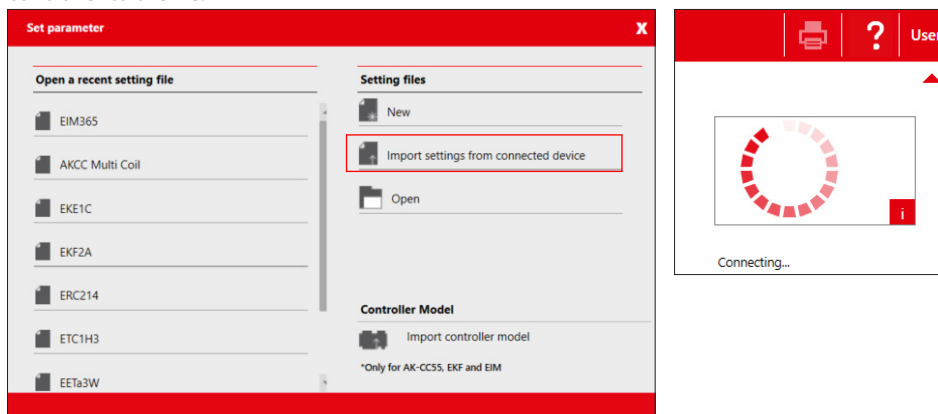 Set parameter
X
Open a recent setting file
EIM365
AKCC Multi Coil
EKE1C
EKF2A
ERC214
ETC1H3
EETa3W
Setting files
New
Import settings from connected device
Open
Controller Model
Import controller model
*Only for AK-CC55, EKF and EIM
?
User
i
Connecting...